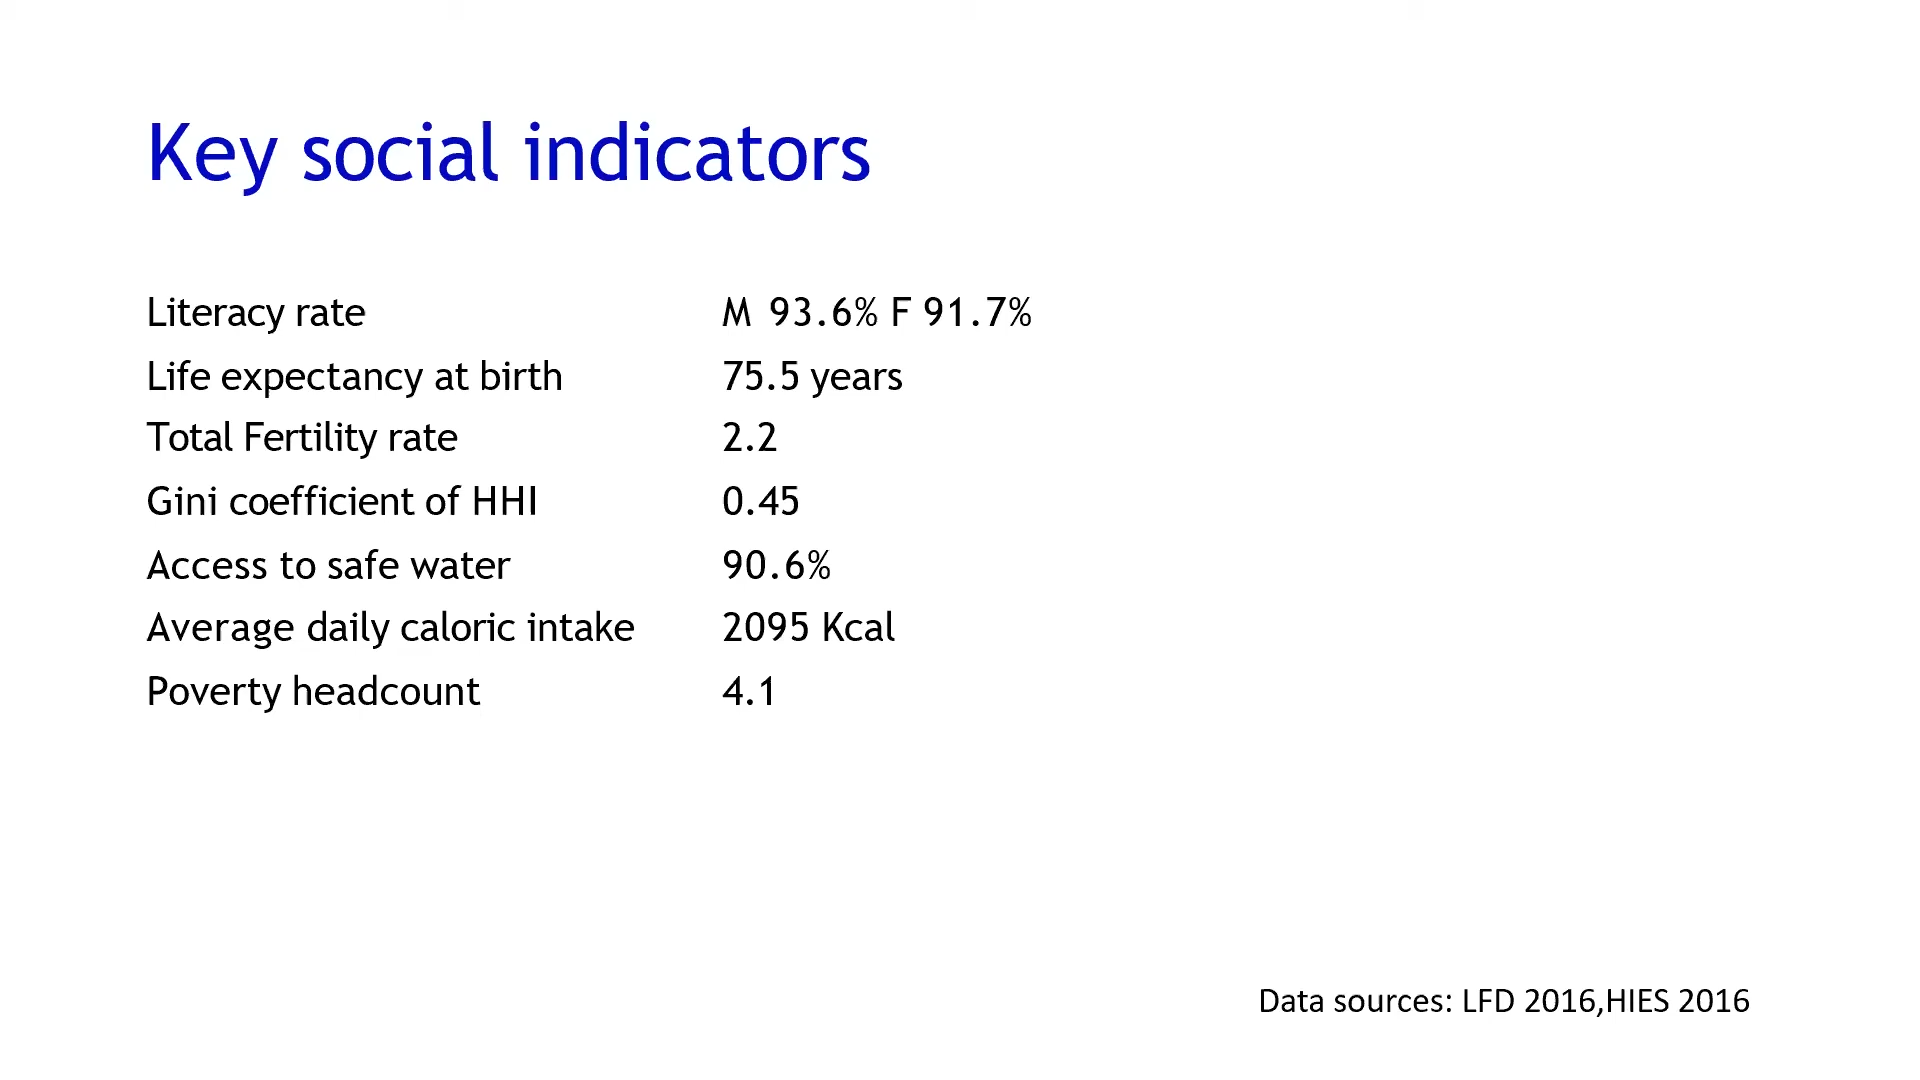 Key social indicators
Literacy rate M 93.6% F 91.7%
Life expectancy at birth 75.5 years
Total Fertility rate 2.2
Gini coefficient of HHI 0.45
Access to safe water 90.6%
Average daily caloric intake 2095 Kcal
Poverty headcount 4.1
Data sources: LFD 2016,HIES 2016